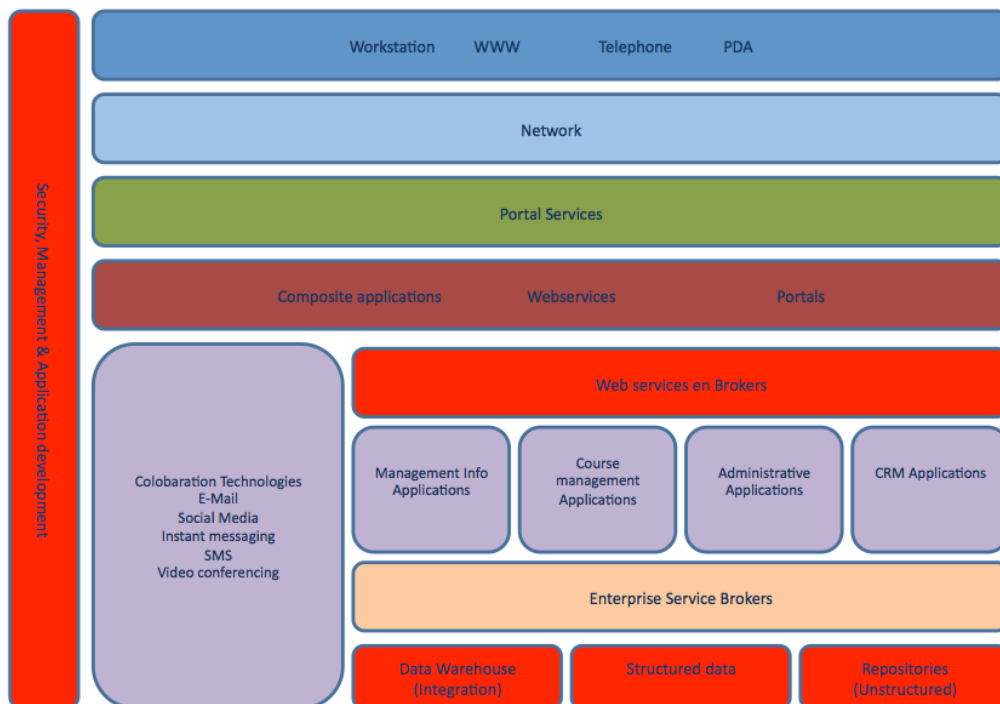 Security, Management & Application development
Workstation WWW Telephone PDA
Network
Portal Services
Composite applications Webservices Portals
Colobaration Technologies
E-Mail
Social Media
Instant messaging
SMS
Video conferencing
Web services en Brokers
Management Info
Applications
Course
management
Applications
Administrative
Applications
CRM Applications
Enterprise Service Brokers
Data Warehouse
(Integration)
Structured data
Repositories
(Unstructured)